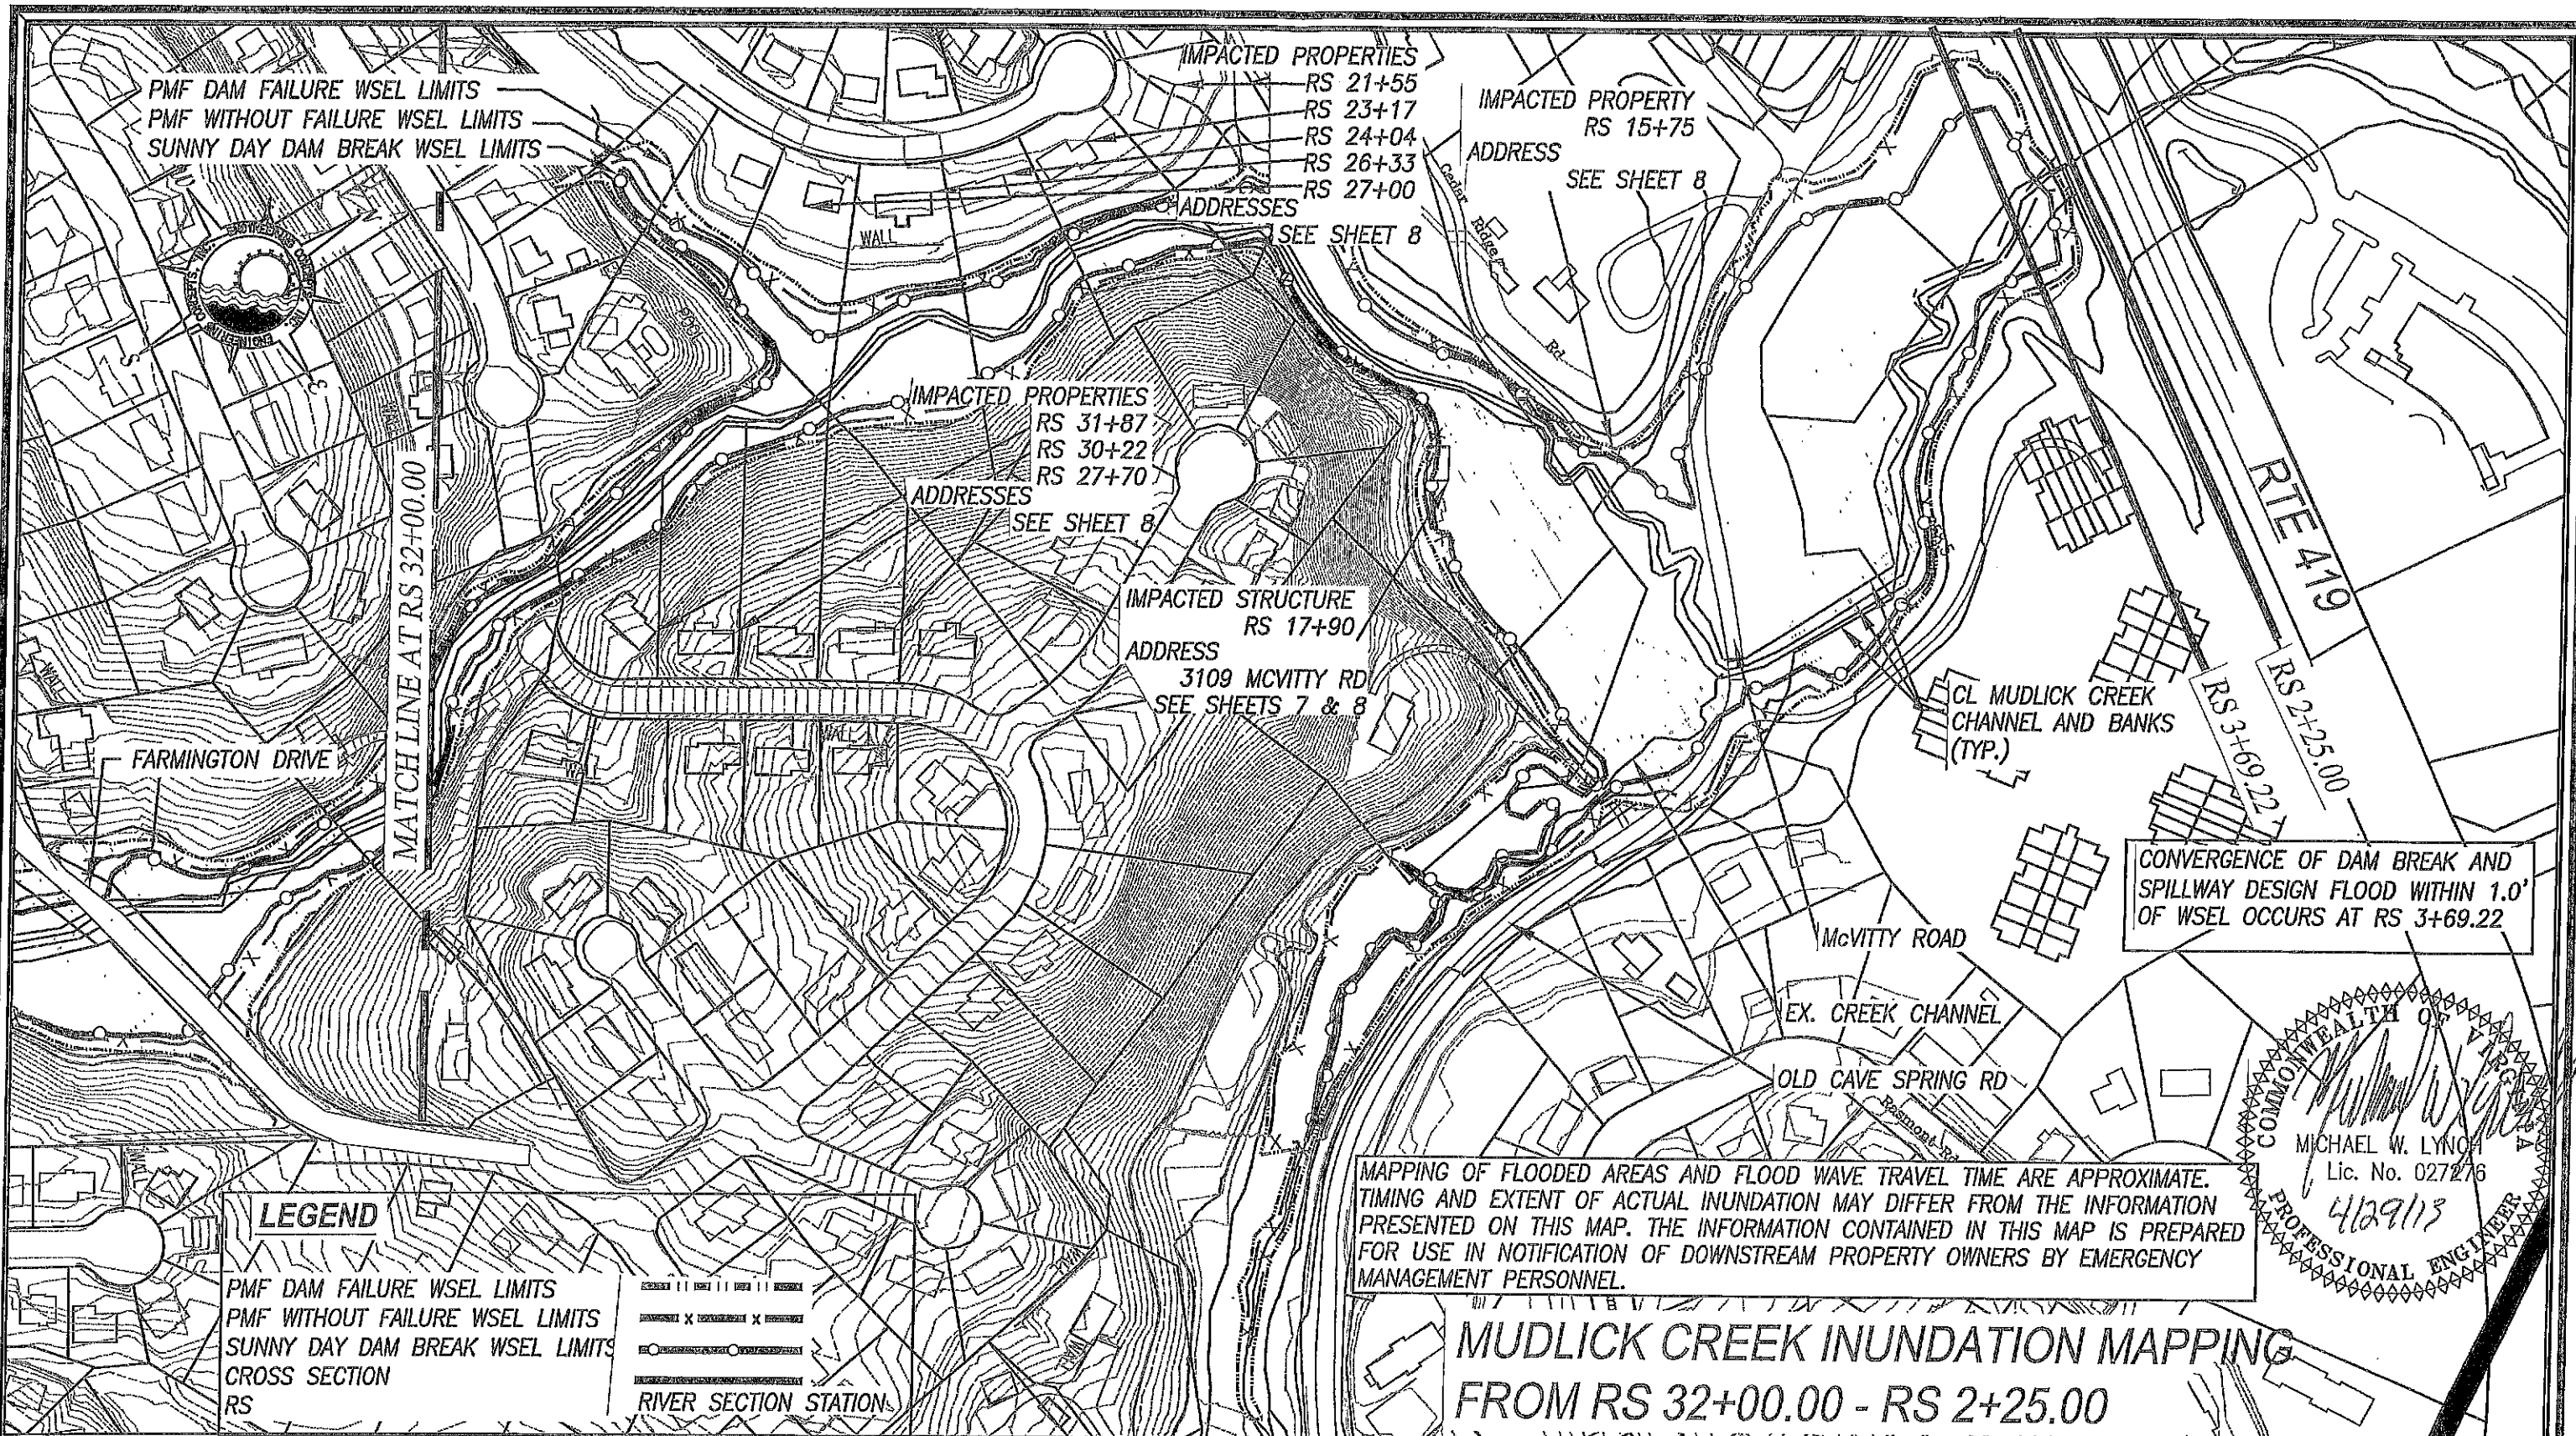 PMF DAM FAILURE WSEL LIMITS
PMF WITHOUT FAILURE WSEL LIMITS
SUNNY DAY DAM BREAK WSEL LIMITS
IMPACTED PROPERTIES
RS 21+55
RS 23+17
RS 24+04
RS 26+33
RS 27+00
ADDRESSES
SEE SHEET 8
IMPACTED PROPERTY
RS 15+75
ADDRESS
SEE SHEET 8
Cedar Ridge Rd.
WALL
IMPACTED PROPERTIES
RS 31+87
RS 30+22
RS 27+70
ADDRESSES
SEE SHEET 8
MATCH LINE AT RS 32+00.00
IMPACTED STRUCTURE
RS 17+90
ADDRESS
3109 MCVITTY RD
SEE SHEETS 7 & 8
WALL
FARMINGTON DRIVE
RTE 419
RS 2+25.00
RS 3+69.22
CL MUDLICK CREEK
CHANNEL AND BANKS
(TYP.)
CONVERGENCE OF DAM BREAK AND
SPILLWAY DESIGN FLOOD WITHIN 1.0'
OF WSEL OCCURS AT RS 3+69.22
McVITTY ROAD
EX. CREEK CHANNEL
OLD CAVE SPRING RD
Rosmont
COMMONWEALTH OF VIRGINIA
MICHAEL W. LYNCH
Lic. No. 027276
4/29/13
PROFESSIONAL ENGINEER
MAPPING OF FLOODED AREAS AND FLOOD WAVE TRAVEL TIME ARE APPROXIMATE.
TIMING AND EXTENT OF ACTUAL INUNDATION MAY DIFFER FROM THE INFORMATION
PRESENTED ON THIS MAP. THE INFORMATION CONTAINED IN THIS MAP IS PREPARED
FOR USE IN NOTIFICATION OF DOWNSTREAM PROPERTY OWNERS BY EMERGENCY
MANAGEMENT PERSONNEL.
LEGEND
PMF DAM FAILURE WSEL LIMITS
PMF WITHOUT FAILURE WSEL LIMITS
SUNNY DAY DAM BREAK WSEL LIMITS
CROSS SECTION
RS RIVER SECTION STATION
MUDLICK CREEK INUNDATION MAPPING
FROM RS 32+00.00 - RS 2+25.00